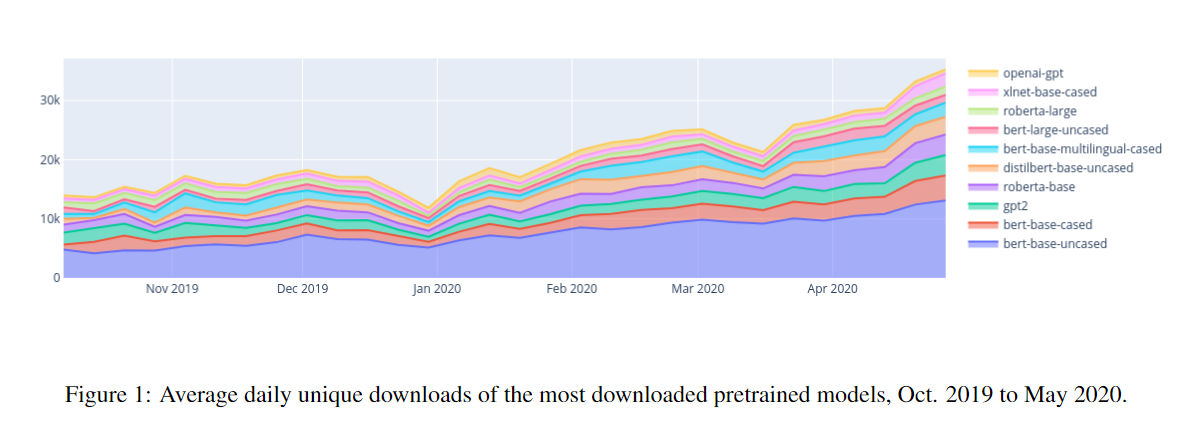 openai-gpt
xlnet-base-cased
roberta-large
bert-large-uncased
bert-base-multilingual-cased
distilbert-base-uncased
roberta-base
gpt2
bert-base-cased
bert-base-uncased
30k
20k
10k
0
Nov 2019 Dec 2019 Jan 2020 Feb 2020 Mar 2020 Apr 2020
Figure 1: Average daily unique downloads of the most downloaded pretrained models, Oct. 2019 to May 2020.